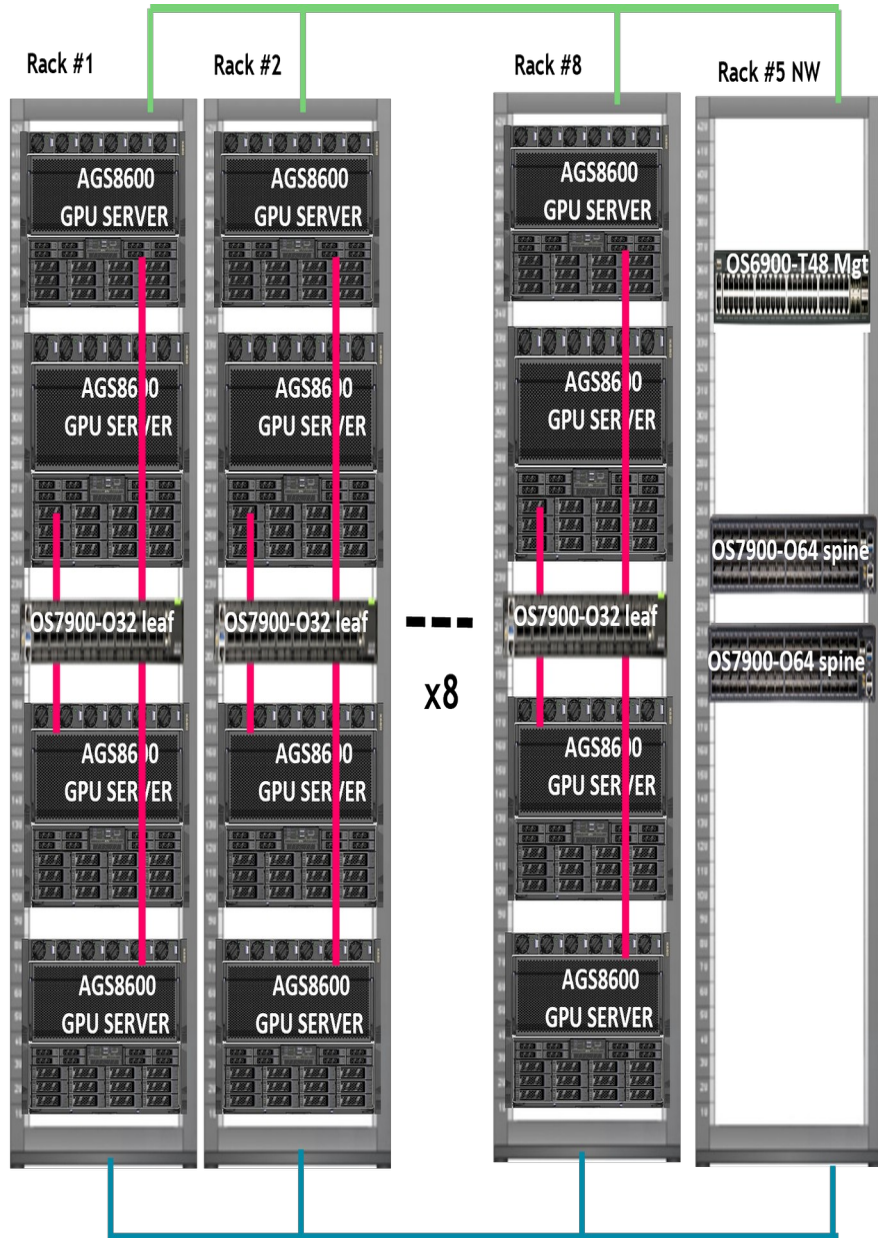 Rack #1
Rack #2
Rack #8
Rack #5 NW
AGS8600
GPU SERVER
AGS8600
GPU SERVER
AGS8600
GPU SERVER
OS6900-T48 Mgt
AGS8600
GPU SERVER
AGS8600
GPU SERVER
AGS8600
GPU SERVER
OS7900-O64 spine
OS7900-O32 leaf
OS7900-O32 leaf
OS7900-O32 leaf
OS7900-O64 spine
x8
AGS8600
GPU SERVER
AGS8600
GPU SERVER
AGS8600
GPU SERVER
AGS8600
GPU SERVER
AGS8600
GPU SERVER
AGS8600
GPU SERVER